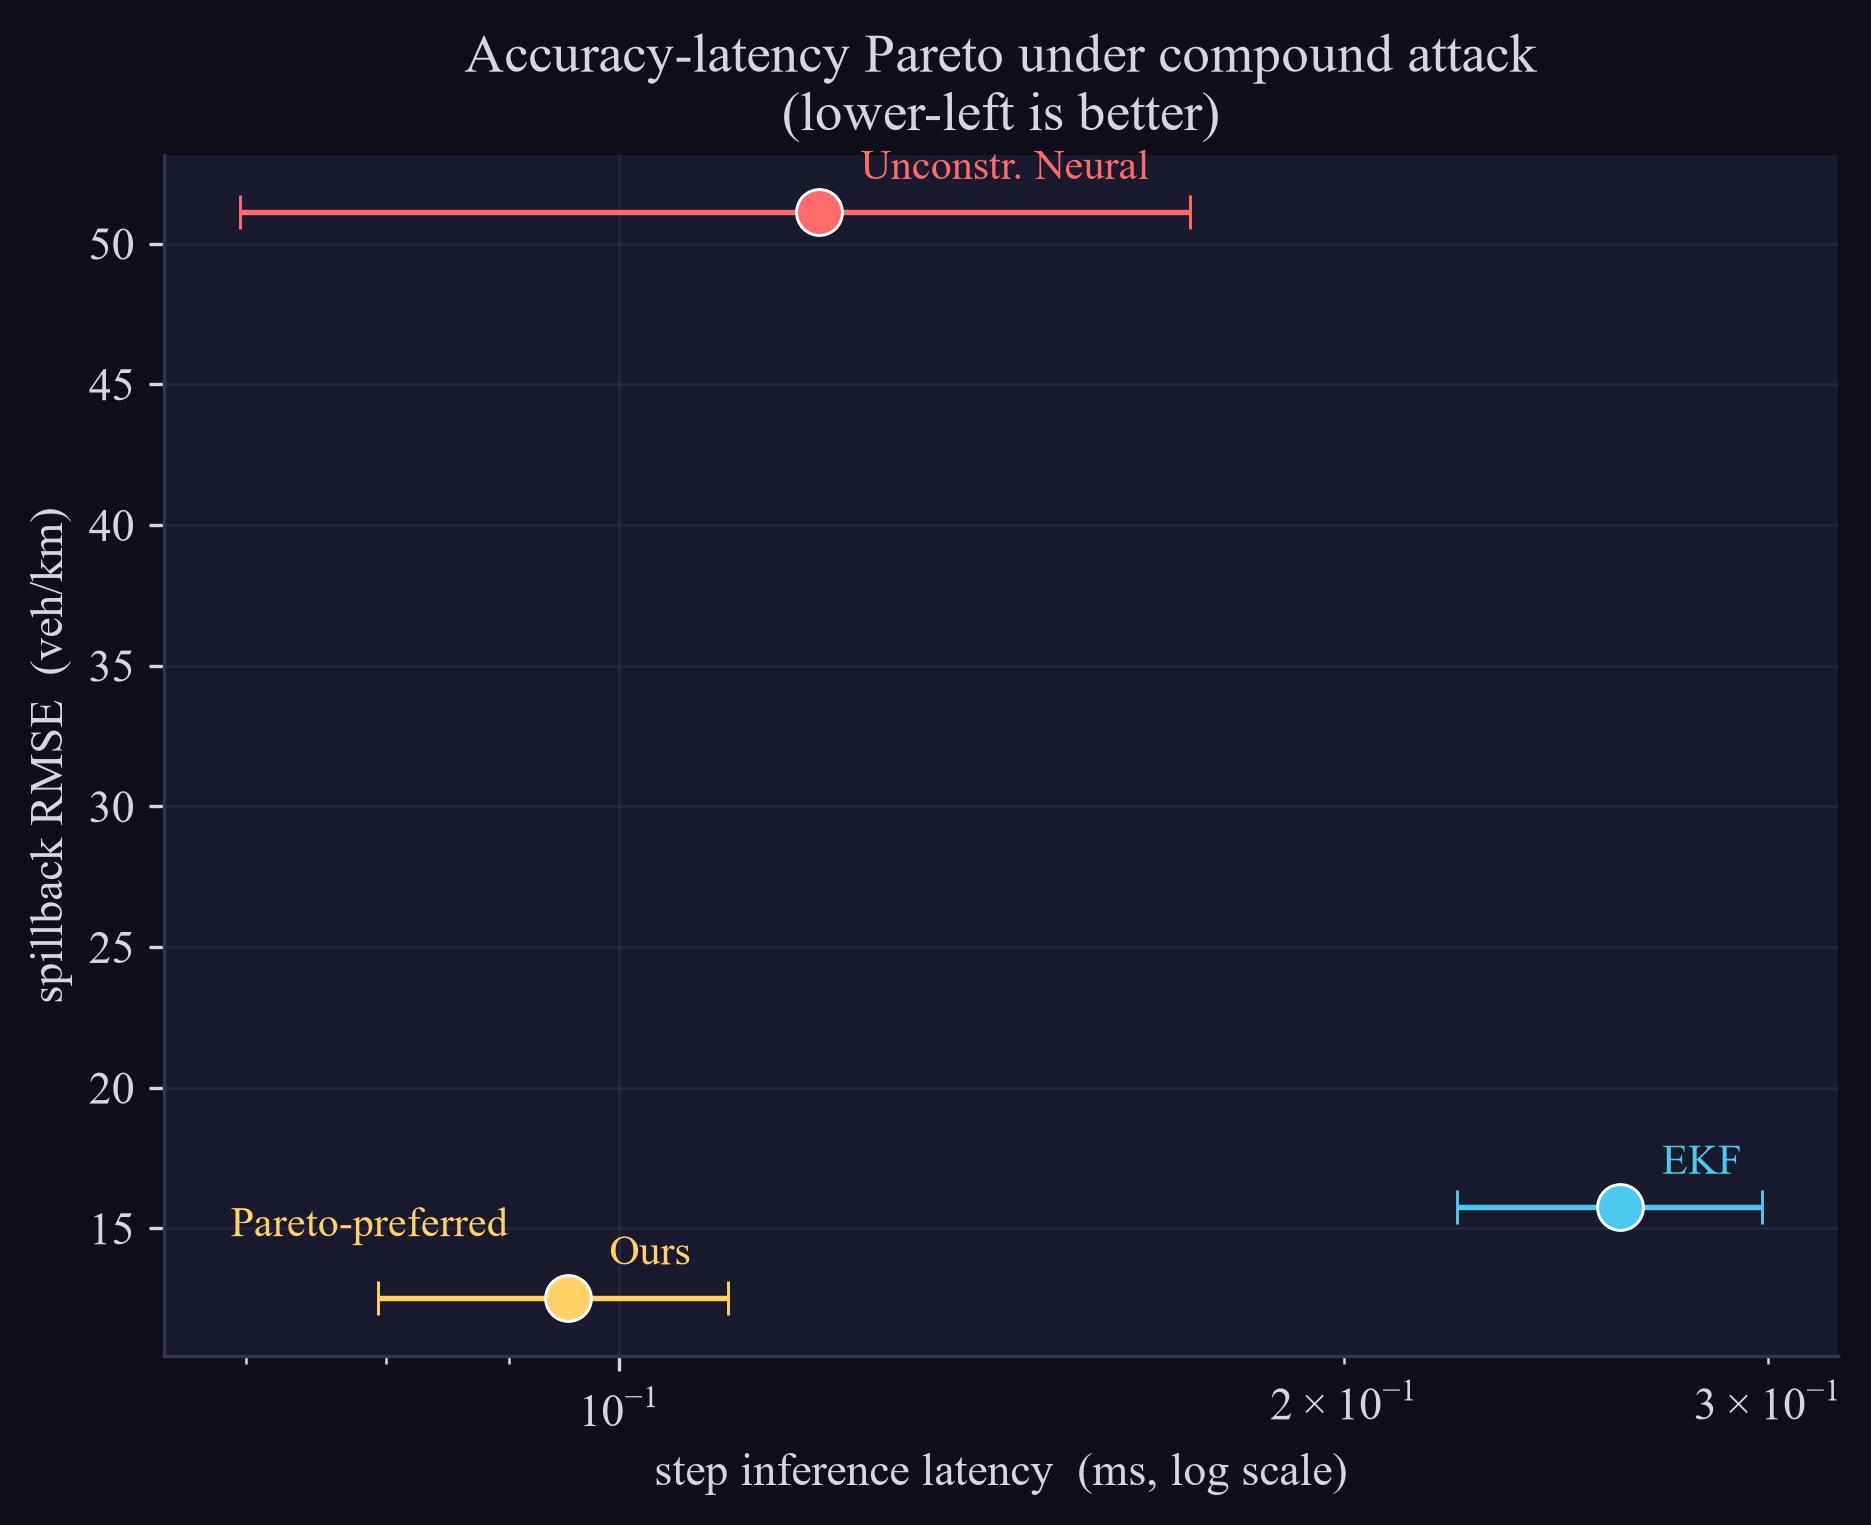 Accuracy-latency Pareto under compound attack
(lower-left is better)
Unconstr. Neural
50
45
40
35
30
25
20
15
spillback RMSE (veh/km)
EKF
Pareto-preferred
Ours
10⁻¹
2 × 10⁻¹
3 × 10⁻¹
step inference latency (ms, log scale)